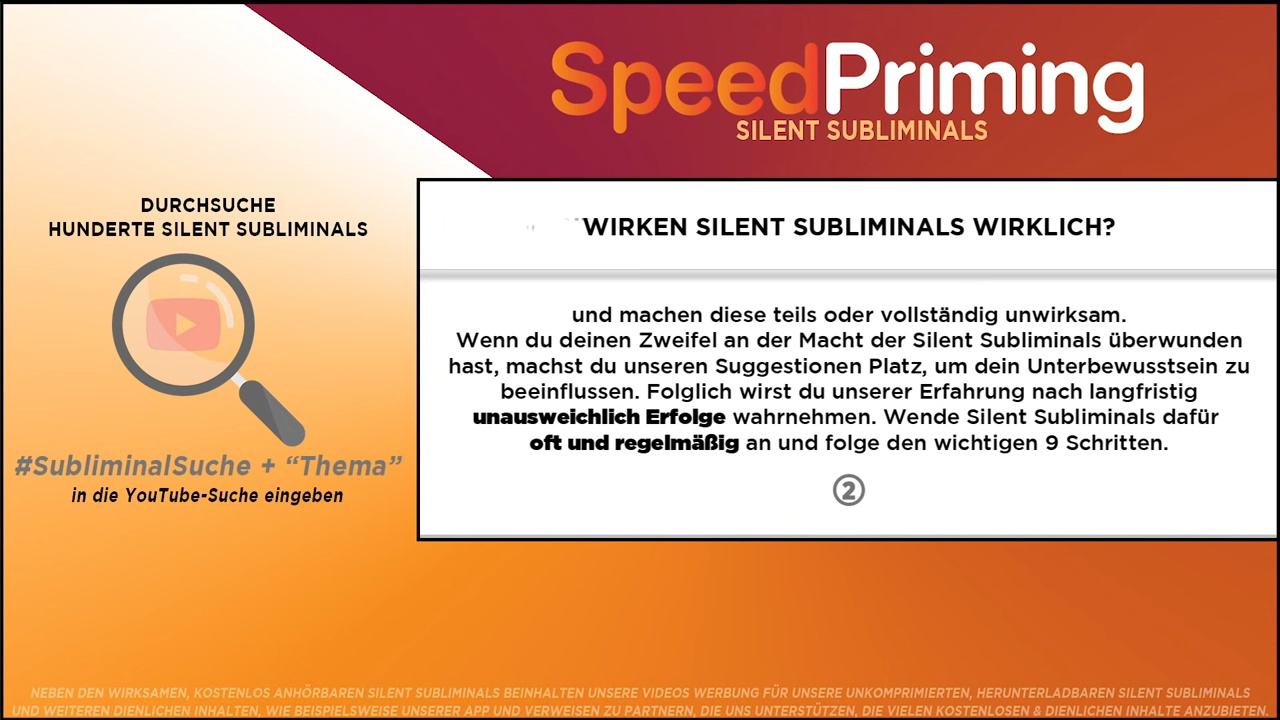 SpeedPriming
SILENT SUBLIMINALS
DURCHSUCHE
HUNDERTE SILENT SUBLIMINALS
#SubliminalSuche + “Thema”
in die YouTube-Suche eingeben
WIRKEN SILENT SUBLIMINALS WIRKLICH?
und machen diese teils oder vollständig unwirksam.
Wenn du deinen Zweifel an der Macht der Silent Subliminals überwunden
hast, machst du unseren Suggestionen Platz, um dein Unterbewusstsein zu
beeinflussen. Folglich wirst du unserer Erfahrung nach langfristig
unausweichlich Erfolge wahrnehmen. Wende Silent Subliminals dafür
oft und regelmäßig an und folge den wichtigen 9 Schritten.
②
NEBEN DEN WIRKSAMEN, KOSTENLOS ANHÖRBAREN SILENT SUBLIMINALS BEINHALTEN UNSERE VIDEOS WERBUNG FÜR UNSERE UNKOMPRIMIERTEN, HERUNTERLADBAREN SILENT SUBLIMINALS
UND WEITEREN DIENLICHEN INHALTEN, WIE BEISPIELSWEISE UNSERER APP UND VERWEISEN ZU PARTNERN, DIE UNS UNTERSTÜTZEN, DIE VIELEN KOSTENLOSEN & DIENLICHEN INHALTE ANZUBIETEN.